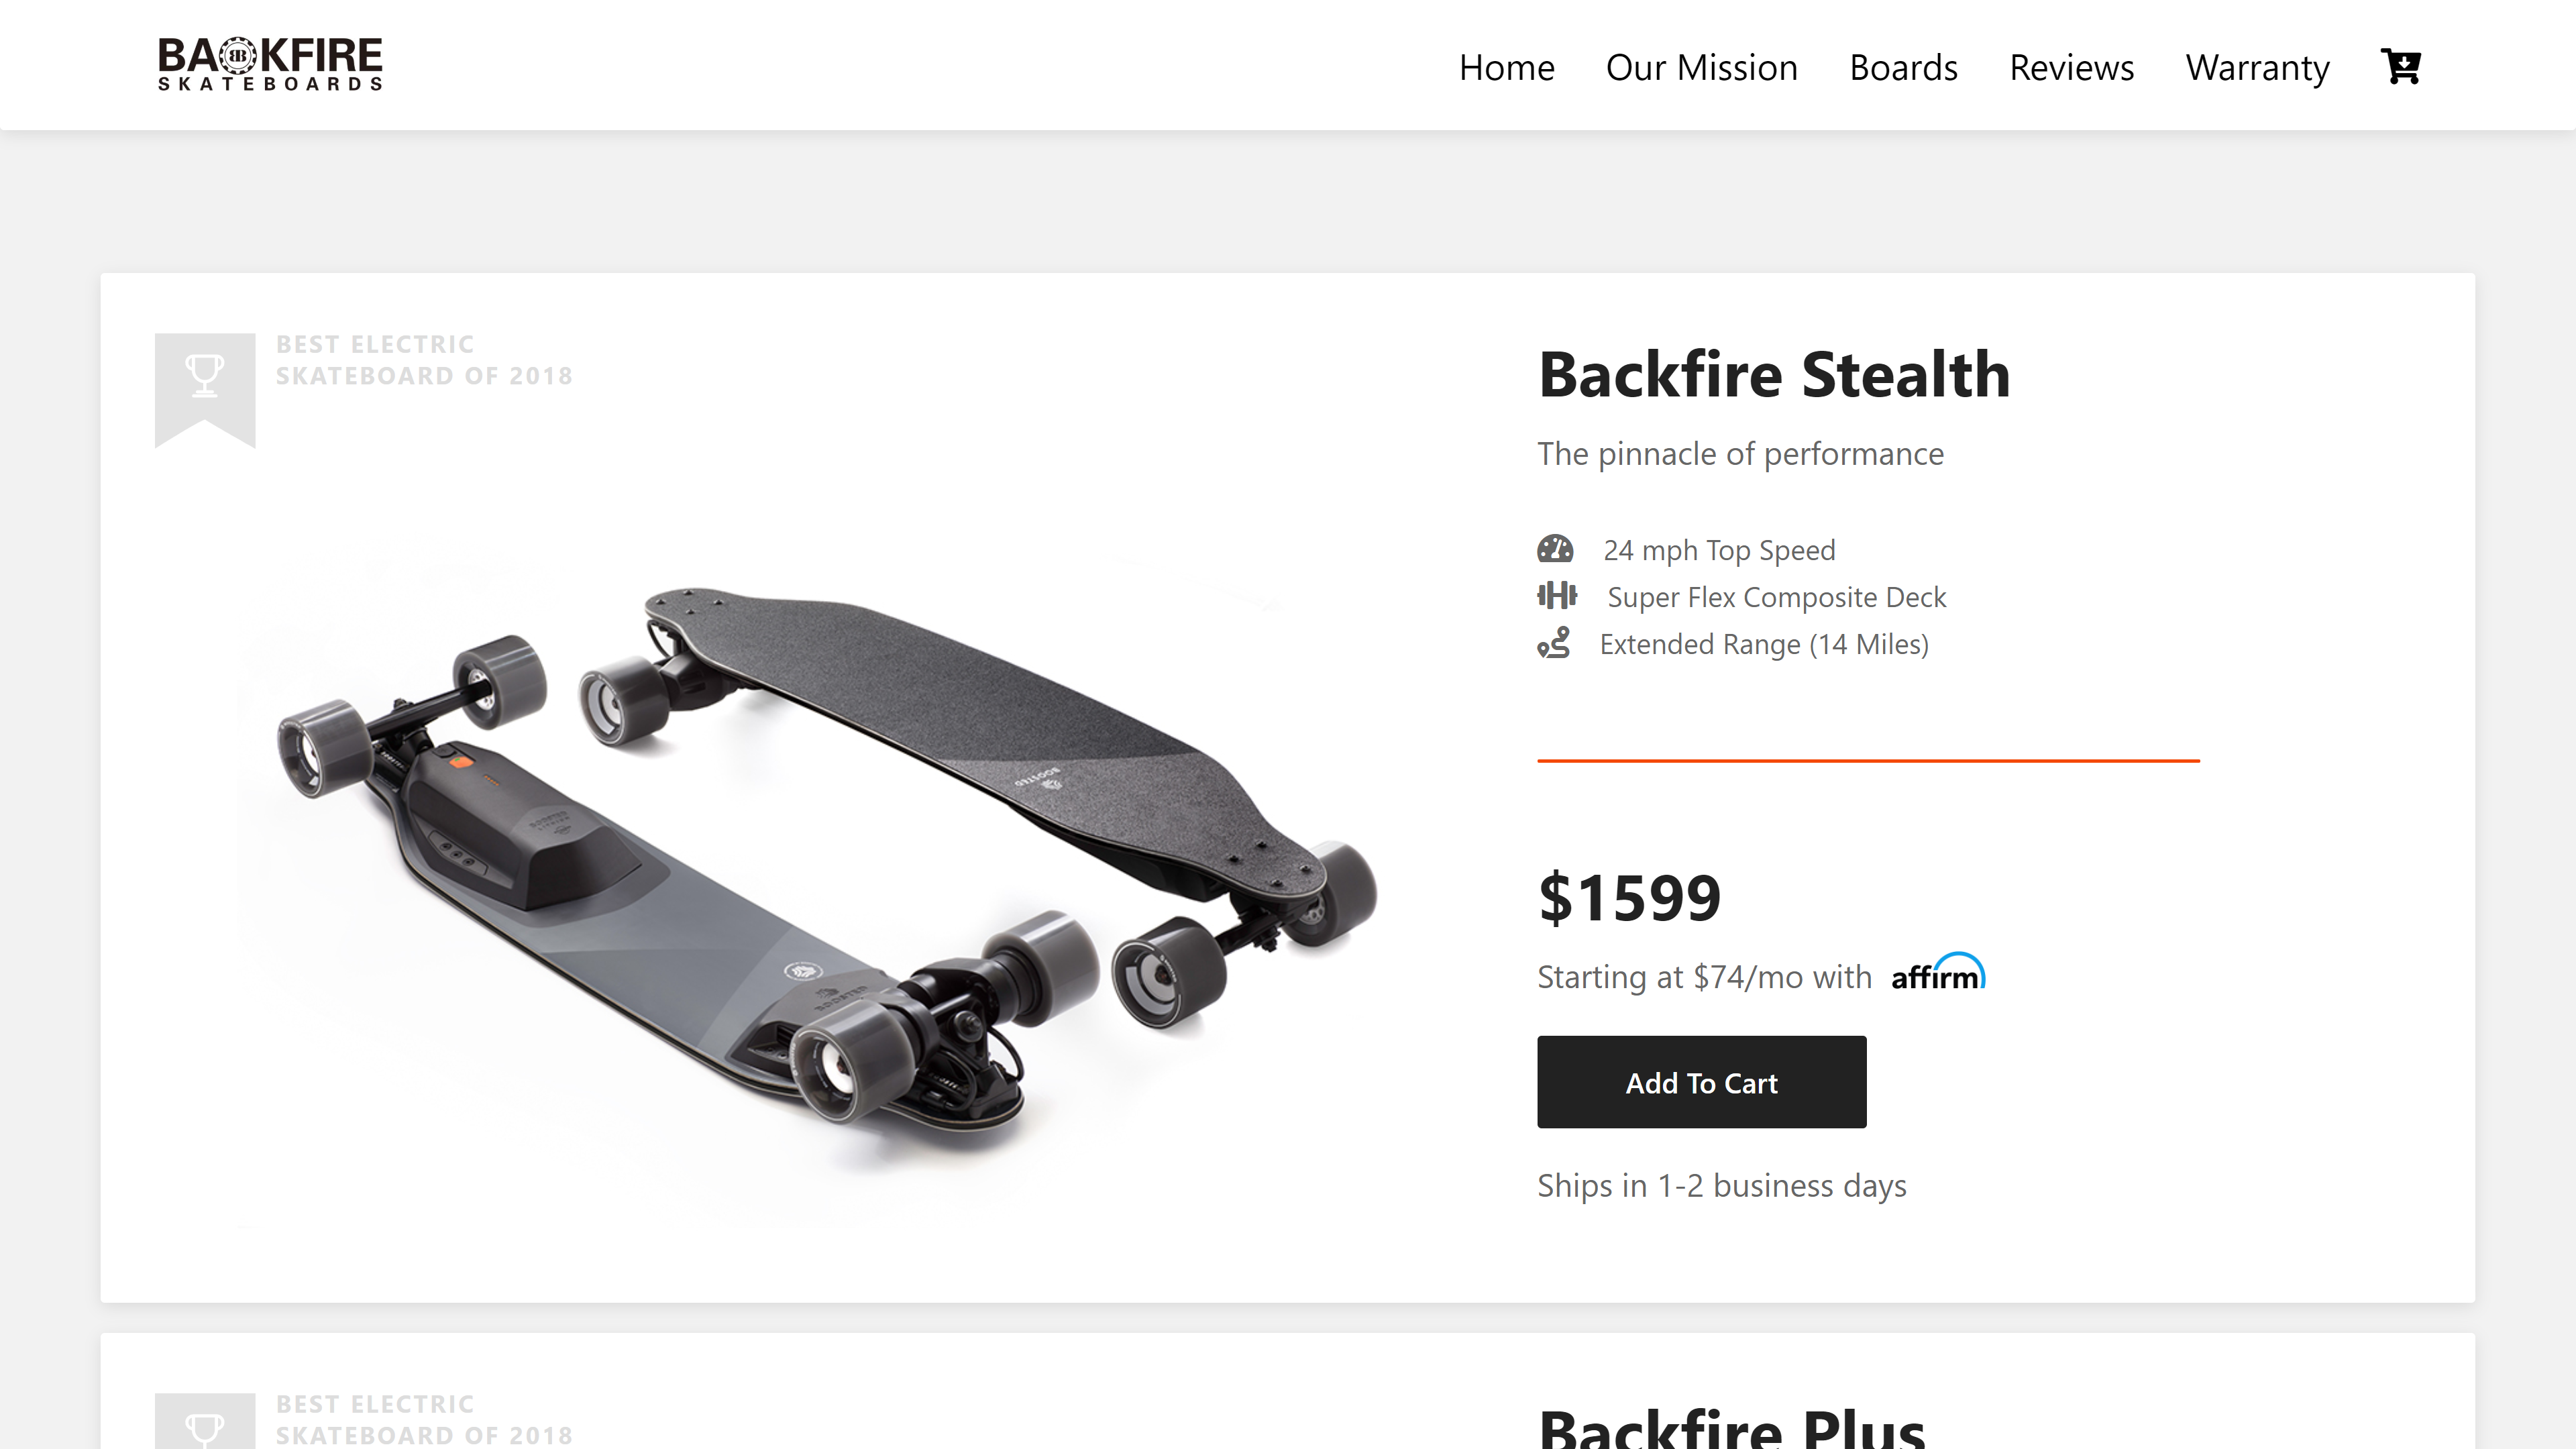 BACKFIRE
SKATEBOARDS
Home
Our Mission
Boards
Reviews
Warranty
BEST ELECTRIC
SKATEBOARD OF 2018
Backfire Stealth
The pinnacle of performance
24 mph Top Speed
Super Flex Composite Deck
Extended Range (14 Miles)
BOOSTED
$1599
Starting at $74/mo with affirm
Add To Cart
Ships in 1-2 business days
BEST ELECTRIC
SKATEBOARD OF 2018
Backfire Plus